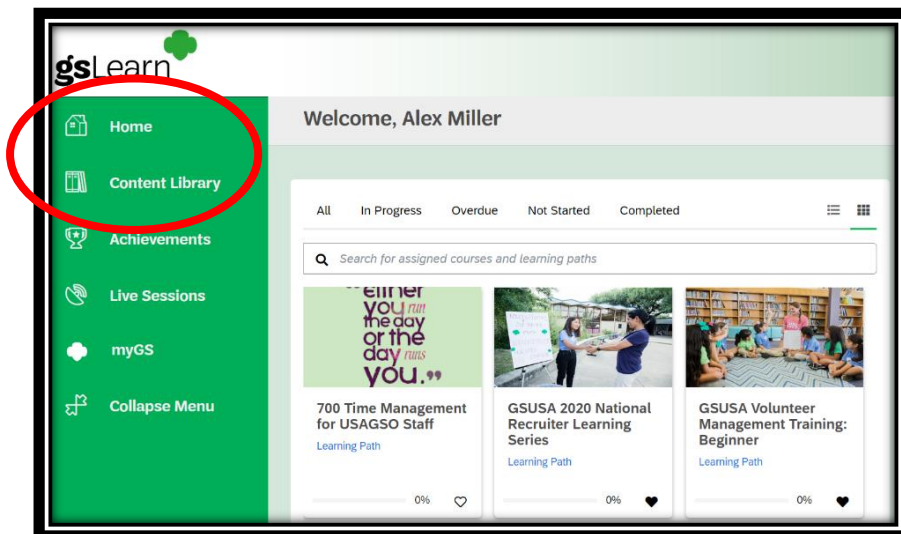 gsLearn
Home
Content Library
Achievements
Live Sessions
myGS
Collapse Menu
Welcome, Alex Miller
All In Progress Overdue Not Started Completed
Search for assigned courses and learning paths
“Either
you run
the day
or the
day runs
you.”
700 Time Management
for USAGSO Staff
Learning Path
0%
GSUSA 2020 National
Recruiter Learning
Series
Learning Path
0%
GSUSA Volunteer
Management Training:
Beginner
Learning Path
0%